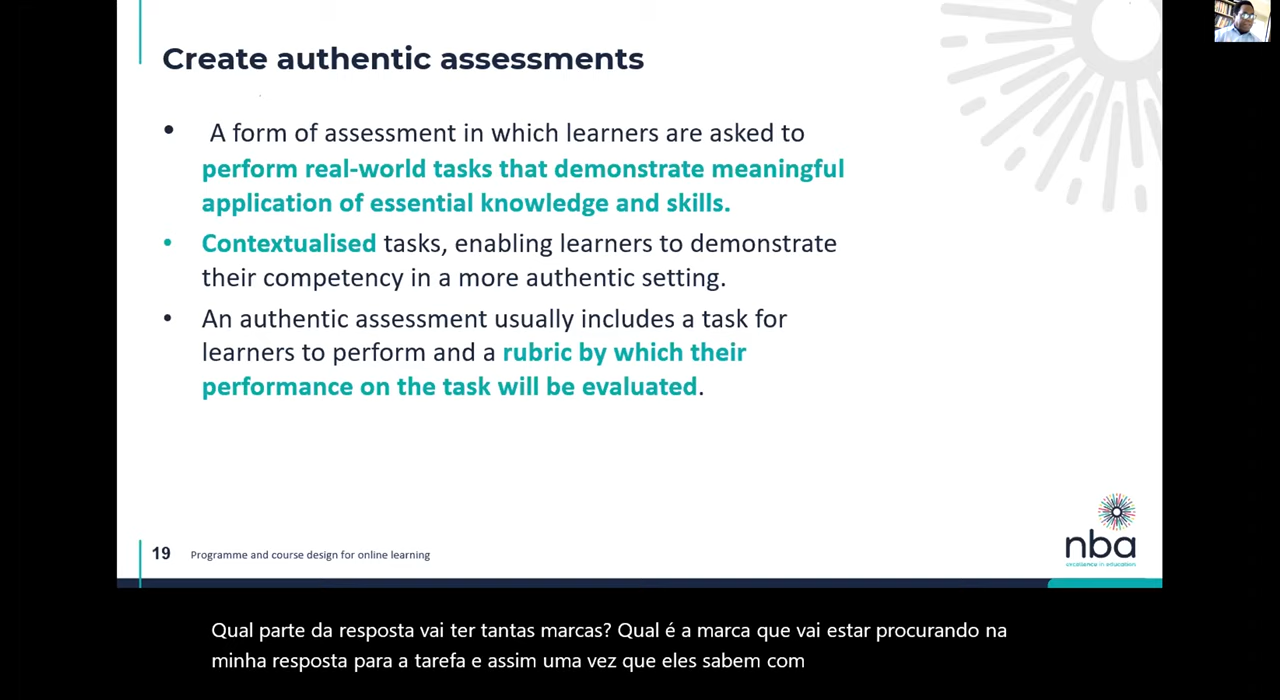 Create authentic assessments
• A form of assessment in which learners are asked to
perform real-world tasks that demonstrate meaningful
application of essential knowledge and skills.
• Contextualised tasks, enabling learners to demonstrate
their competency in a more authentic setting.
• An authentic assessment usually includes a task for
learners to perform and a rubric by which their
performance on the task will be evaluated.
nba
excellence in education
19 Programme and course design for online learning
Qual parte da resposta vai ter tantas marcas? Qual é a marca que vai estar procurando na
minha resposta para a tarefa e assim uma vez que eles sabem com